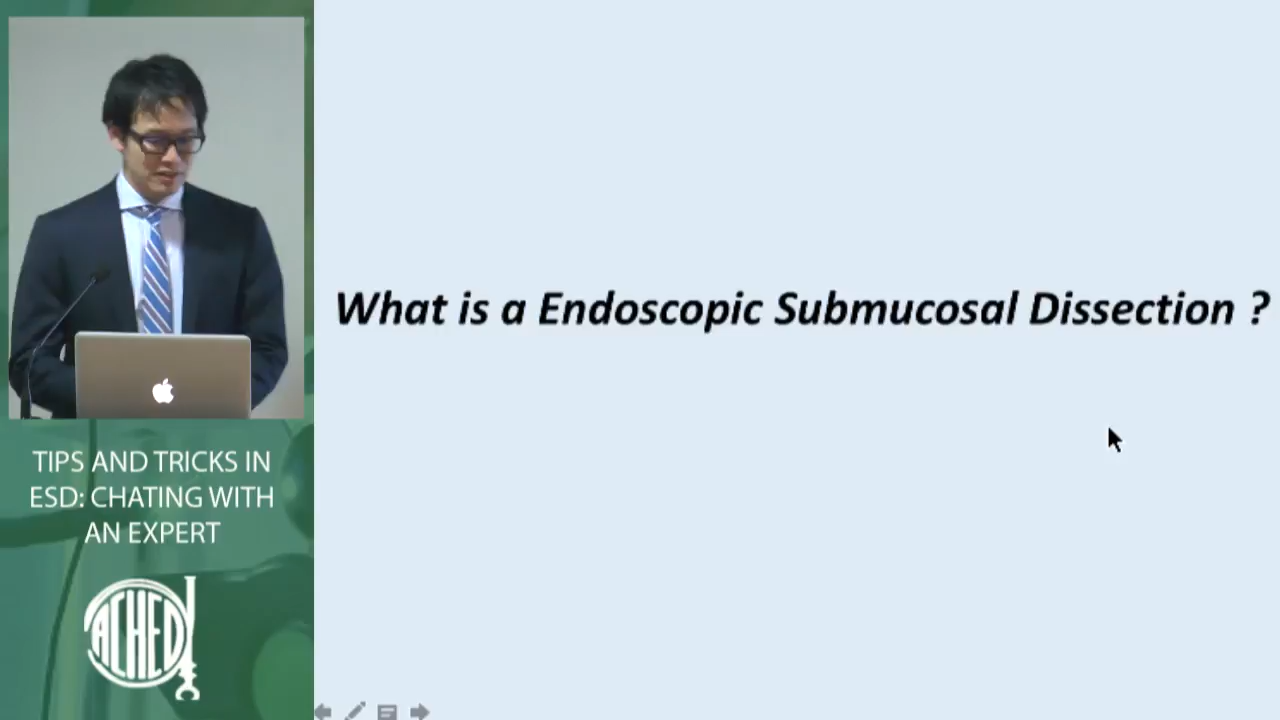 What is a Endoscopic Submucosal Dissection ?
TIPS AND TRICKS IN
ESD: CHATING WITH
AN EXPERT
ACHED